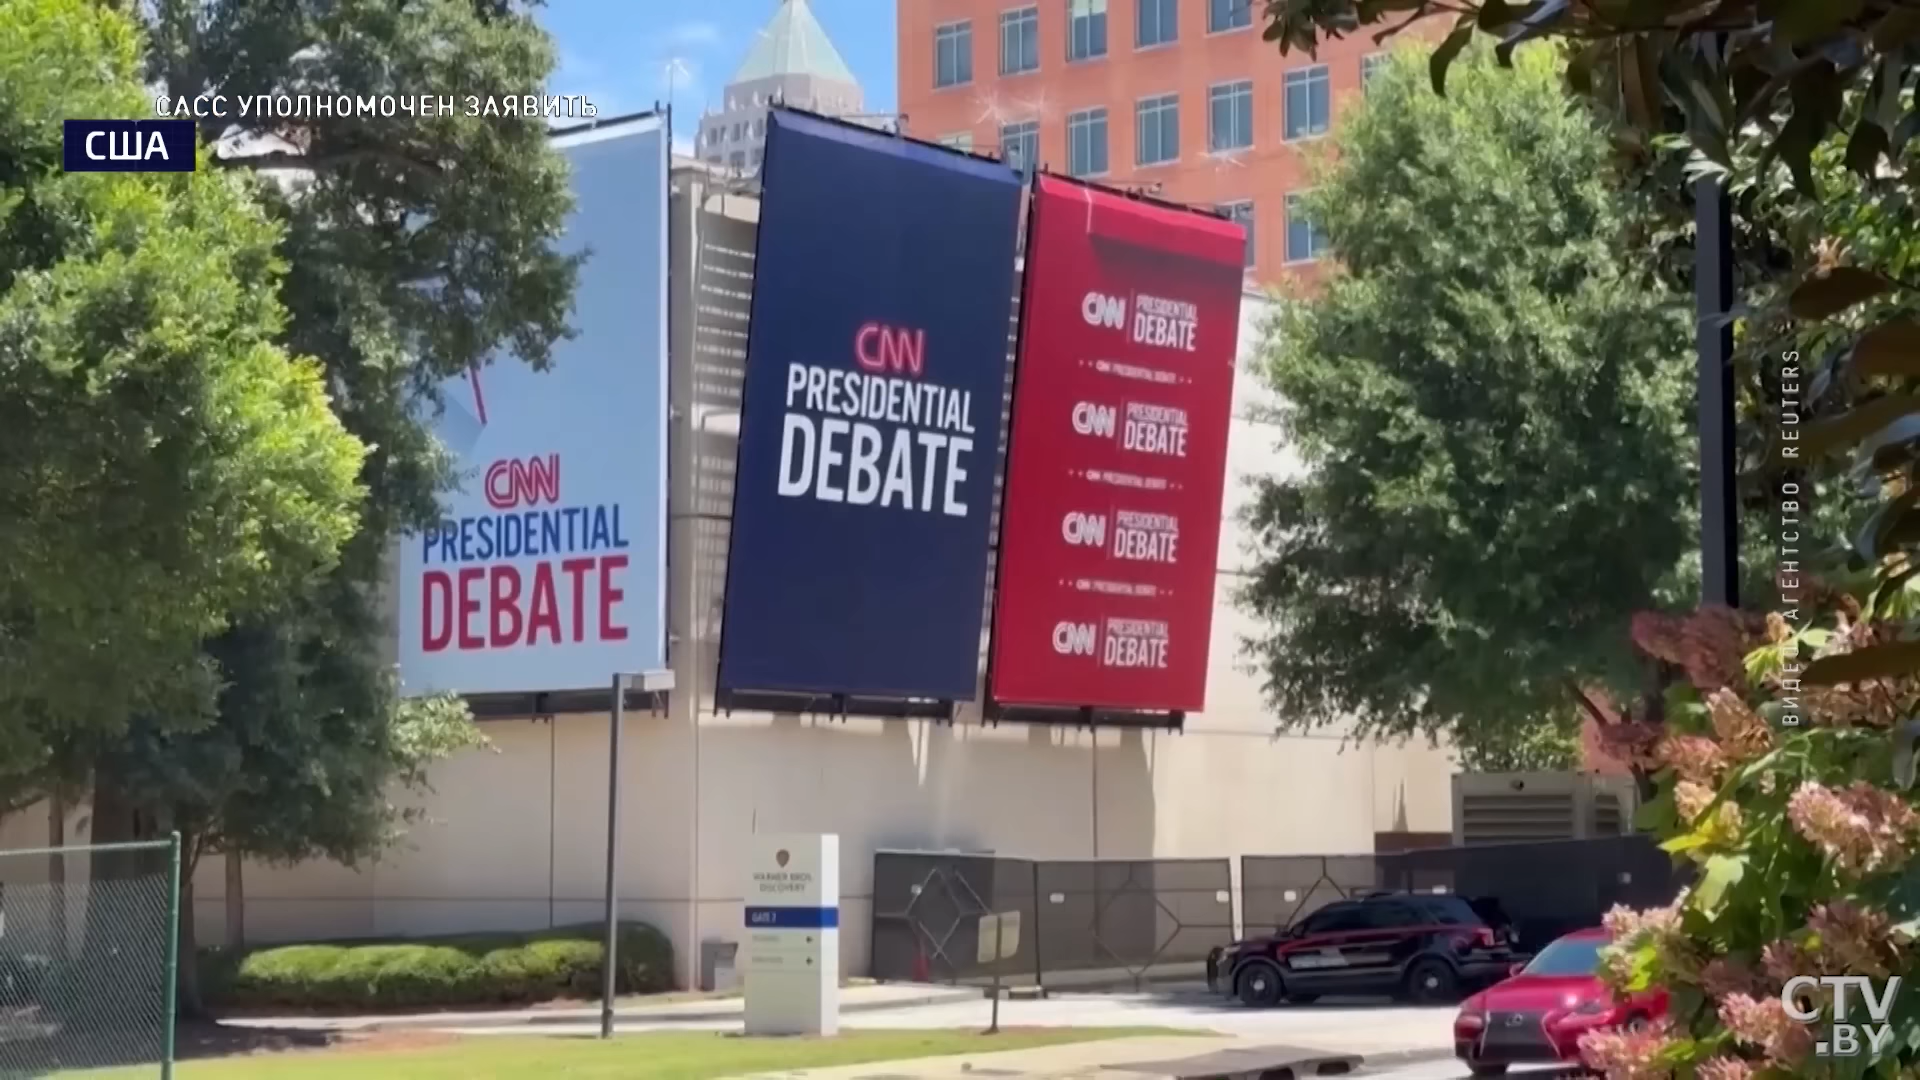 САСС УПОЛНОМОЧЕН ЗАЯВИТЬ
США
CNN
PRESIDENTIAL
DEBATE
CNN
PRESIDENTIAL
DEBATE
CNN PRESIDENTIAL
DEBATE
CNN PRESIDENTIAL DEBATE
CNN PRESIDENTIAL
DEBATE
CNN PRESIDENTIAL DEBATE
CNN PRESIDENTIAL
DEBATE
CNN PRESIDENTIAL DEBATE
CNN PRESIDENTIAL
DEBATE
WARNER BROS.
DISCOVERY
GATE 7
ВИДЕО АГЕНТСТВО REUTERS
CTV
.BY